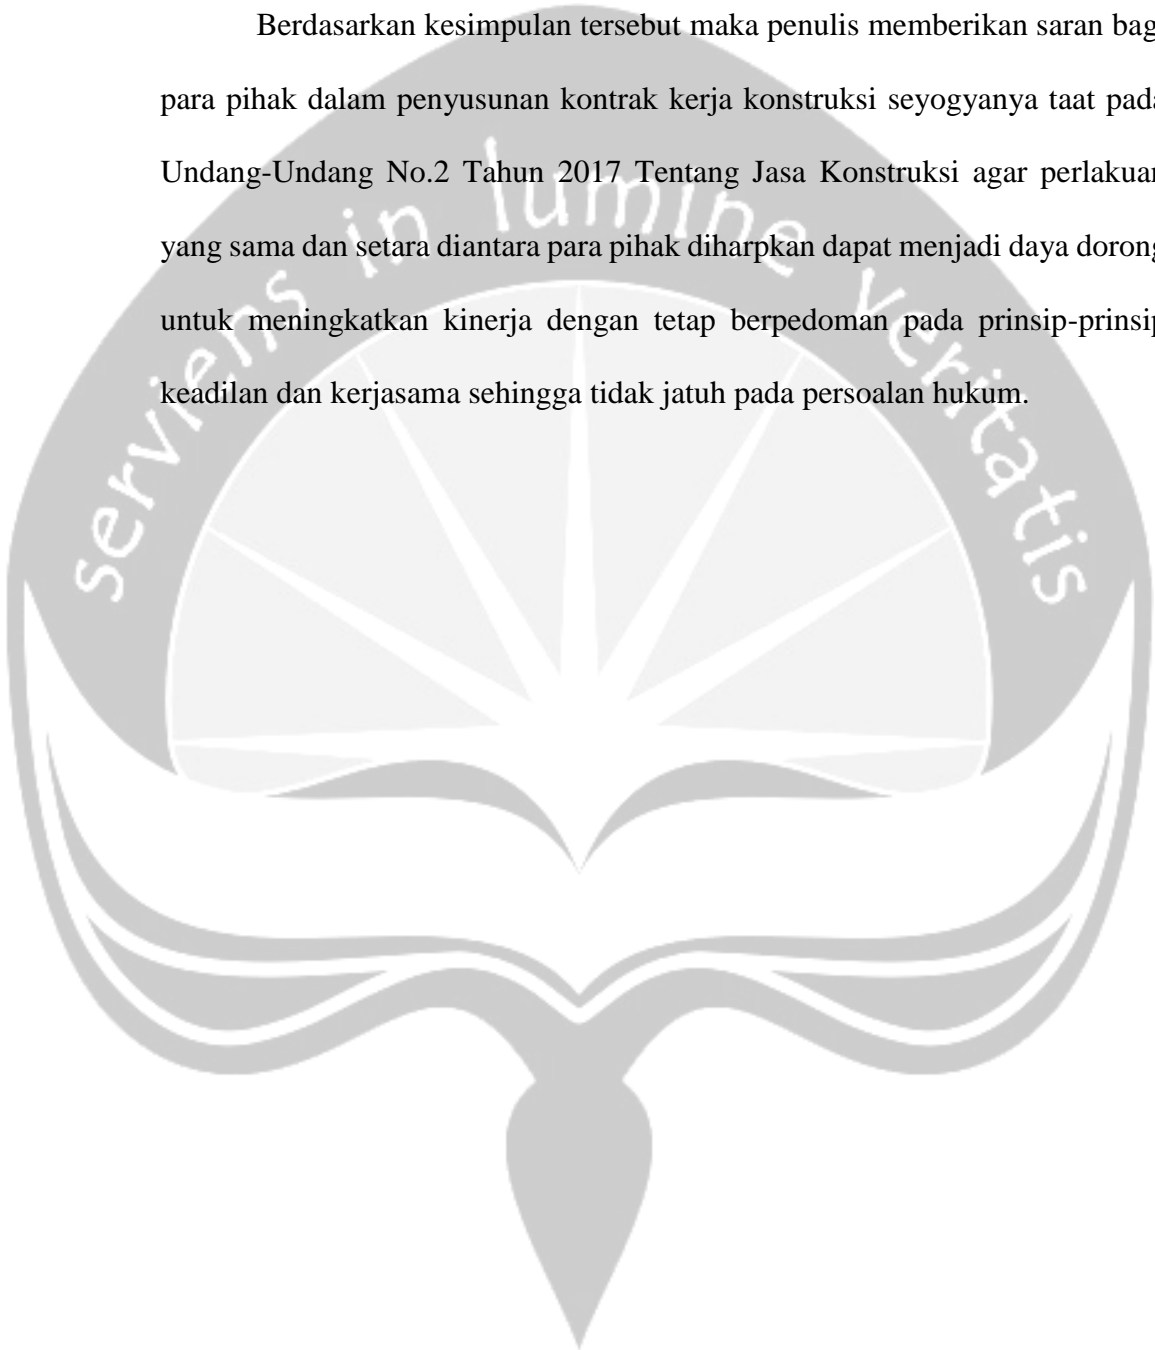 Berdasarkan kesimpulan tersebut maka penulis memberikan saran bag
para pihak dalam penyusunan kontrak kerja konstruksi seyogyanya taat pada
Undang-Undang No.2 Tahun 2017 Tentang Jasa Konstruksi agar perlakuan
yang sama dan setara diantara para pihak diharpkan dapat menjadi daya dorong
untuk meningkatkan kinerja dengan tetap berpedoman pada prinsip-prinsip
keadilan dan kerjasama sehingga tidak jatuh pada persoalan hukum.
serviens in lumine veritatis